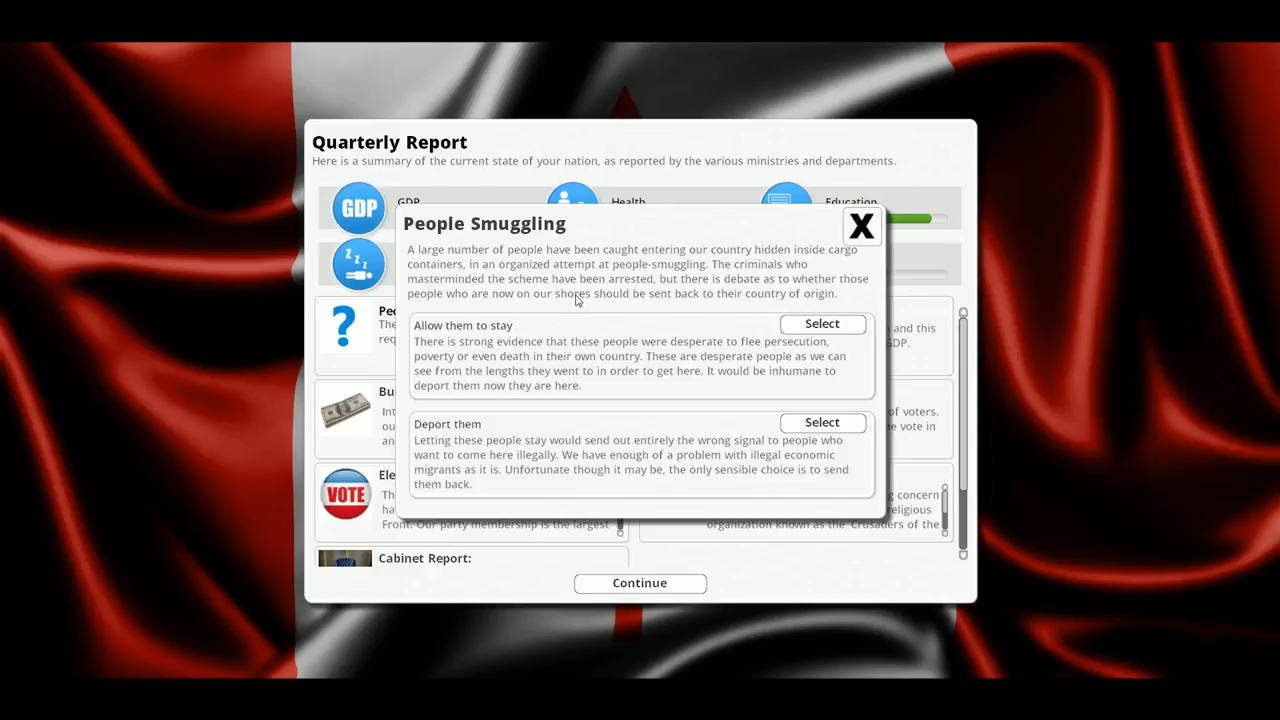 Quarterly Report
Here is a summary of the current state of your nation, as reported by the various ministries and departments.
GDP
GDP
Health
Education
People Smuggling
X
A large number of people have been caught entering our country hidden inside cargo
containers, in an organized attempt at people-smuggling. The criminals who
masterminded the scheme have been arrested, but there is debate as to whether those
people who are now on our shores should be sent back to their country of origin.
Allow them to stay
Select
There is strong evidence that these people were desperate to flee persecution,
poverty or even death in their own country. These are desperate people as we can
see from the lengths they went to in order to get here. It would be inhumane to
deport them now they are here.
Deport them
Select
Letting these people stay would send out entirely the wrong signal to people who
want to come here illegally. We have enough of a problem with illegal economic
migrants as it is. Unfortunate though it may be, the only sensible choice is to send
them back.
z z z
?
and this
GDP.
of voters.
he vote in
an
VOTE
Front. Our party membership is the largest
concern
religious
organization known as the 'Crusaders of the
Cabinet Report:
Continue